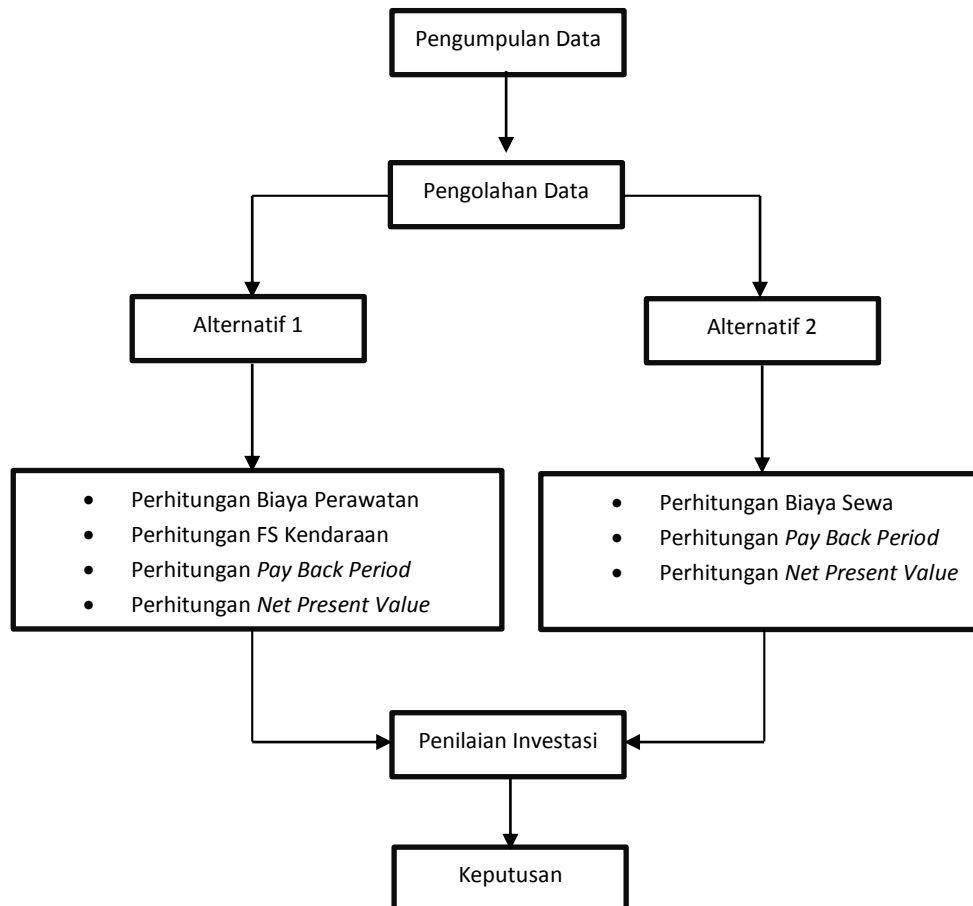 Pengumpulan Data
Pengolahan Data
Alternatif 1
Alternatif 2
• Perhitungan Biaya Perawatan
• Perhitungan FS Kendaraan
• Perhitungan Pay Back Period
• Perhitungan Net Present Value
• Perhitungan Biaya Sewa
• Perhitungan Pay Back Period
• Perhitungan Net Present Value
Penilaian Investasi
Keputusan